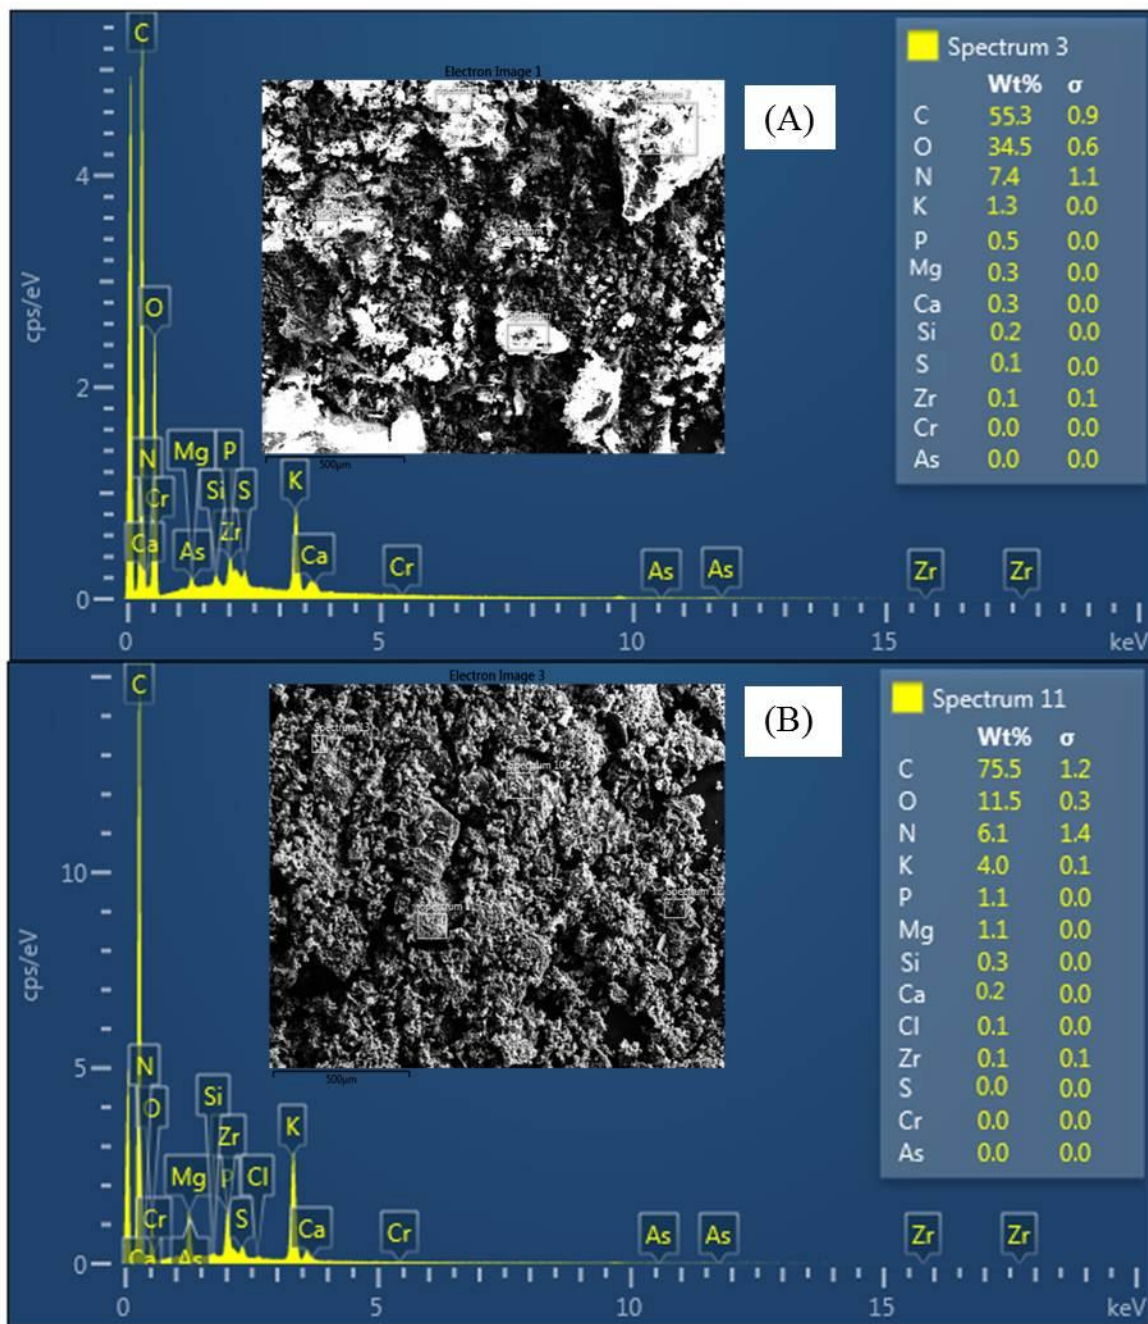 Electron Image 1
(A)
Spectrum 3
Wt% σ
C 55.3 0.9
O 34.5 0.6
N 7.4 1.1
K 1.3 0.0
P 0.5 0.0
Mg 0.3 0.0
Ca 0.3 0.0
Si 0.2 0.0
S 0.1 0.0
Zr 0.1 0.1
Cr 0.0 0.0
As 0.0 0.0
C
O
N Mg P
Cr Si S K
Ca As Zr Ca Cr As As Zr Zr
Spectrum 2
500µm
cps/eV
4
2
0
0 5 10 15 keV
Electron Image 3
(B)
Spectrum 11
Wt% σ
C 75.5 1.2
O 11.5 0.3
N 6.1 1.4
K 4.0 0.1
P 1.1 0.0
Mg 1.1 0.0
Si 0.3 0.0
Ca 0.2 0.0
Cl 0.1 0.0
Zr 0.1 0.1
S 0.0 0.0
Cr 0.0 0.0
As 0.0 0.0
C
N
O Si
Zr K
Mg P Cl
Cr S Ca Cr As As Zr Zr
Ca As
Spectrum 13
Spectrum 10
500µm
cps/eV
10
5
0
0 5 10 15 keV